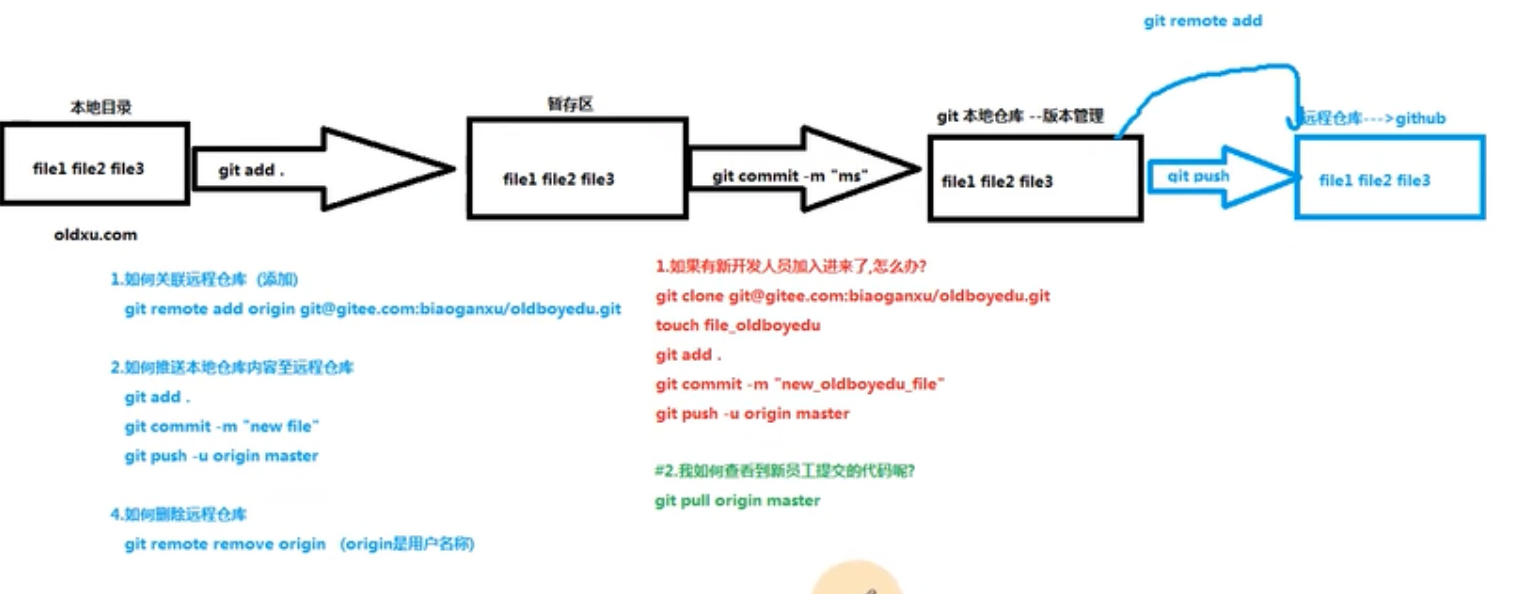 git remote add
本地目录
暂存区
git 本地仓库 --版本管理
远程仓库--->github
file1 file2 file3
git add .
file1 file2 file3
git commit -m "ms"
file1 file2 file3
git push
file1 file2 file3
oldxu.com
1.如何关联远程仓库 (添加)
git remote add origin git@gitee.com:biaoganxu/oldboyedu.git
2.如何推送本地仓库内容至远程仓库
git add .
git commit -m "new file"
git push -u origin master
4.如何删除远程仓库
git remote remove origin (origin是用户名称)
1.如果有新开发人员加入进来了,怎么办?
git clone git@gitee.com:biaoganxu/oldboyedu.git
touch file_oldboyedu
git add .
git commit -m "new_oldboyedu_file"
git push -u origin master
#2.我如何查看到新员工提交的代码呢?
git pull origin master